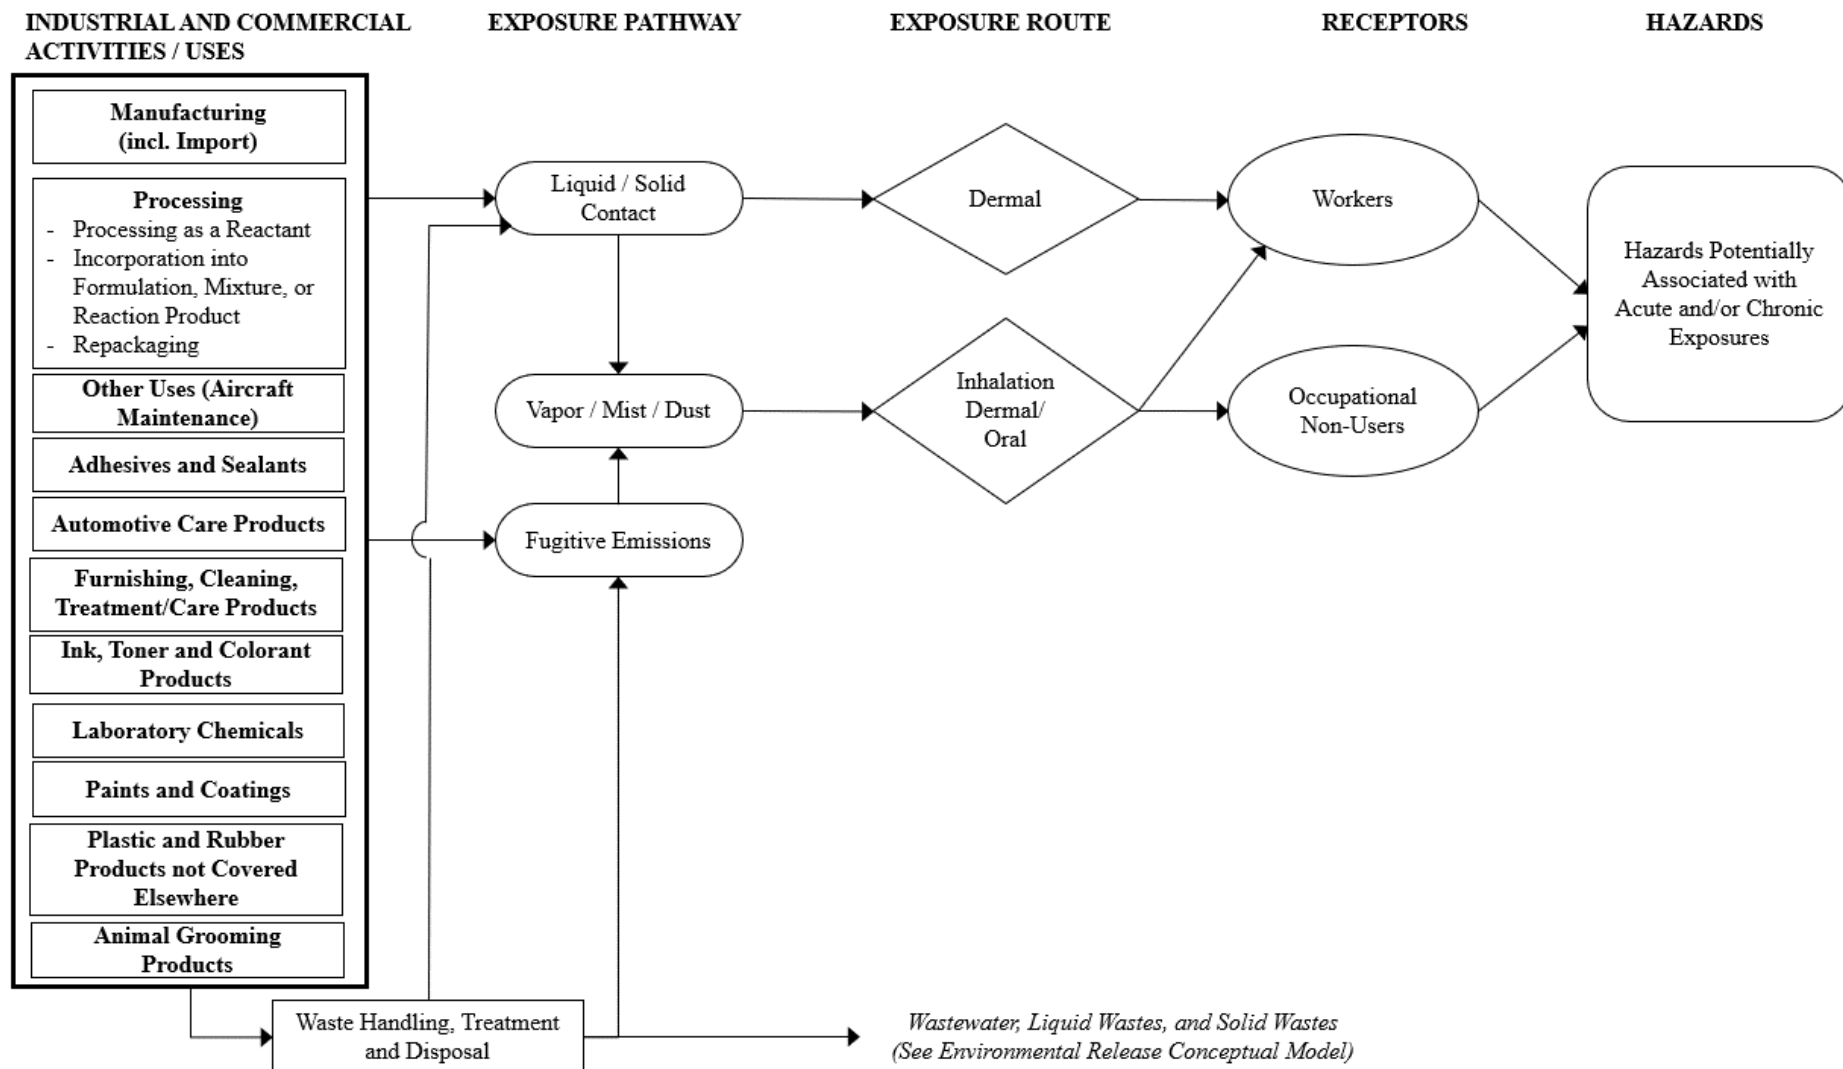 INDUSTRIAL AND COMMERCIAL
ACTIVITIES / USES
EXPOSURE PATHWAY
EXPOSURE ROUTE
RECEPTORS
HAZARDS
Manufacturing
(incl. Import)
Processing
- Processing as a Reactant
- Incorporation into
Formulation, Mixture, or
Reaction Product
- Repackaging
Other Uses (Aircraft
Maintenance)
Adhesives and Sealants
Automotive Care Products
Furnishing, Cleaning,
Treatment/Care Products
Ink, Toner and Colorant
Products
Laboratory Chemicals
Paints and Coatings
Plastic and Rubber
Products not Covered
Elsewhere
Animal Grooming
Products
Waste Handling, Treatment
and Disposal
Liquid / Solid
Contact
Vapor / Mist / Dust
Fugitive Emissions
Dermal
Inhalation
Dermal/
Oral
Workers
Occupational
Non-Users
Hazards Potentially
Associated with
Acute and/or Chronic
Exposures
Wastewater, Liquid Wastes, and Solid Wastes
(See Environmental Release Conceptual Model)